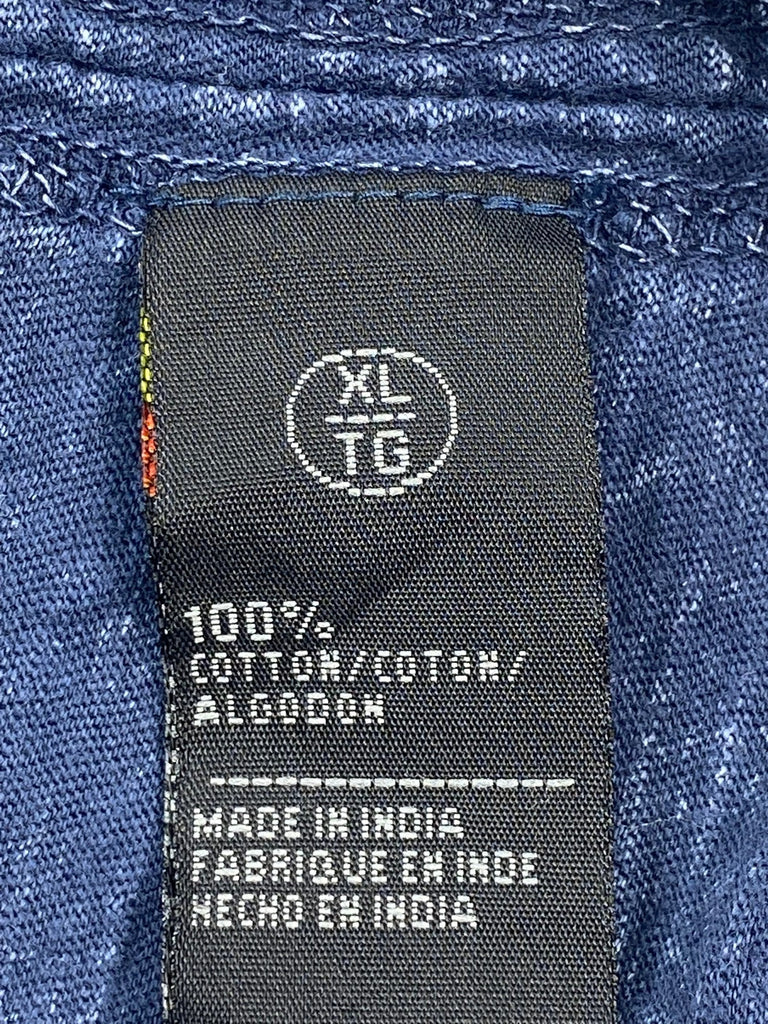 XL
TG
100%
COTTON/COTON/
ALGODON
MADE IN INDIA
FABRIQUE EN INDE
HECHO EN INDIA